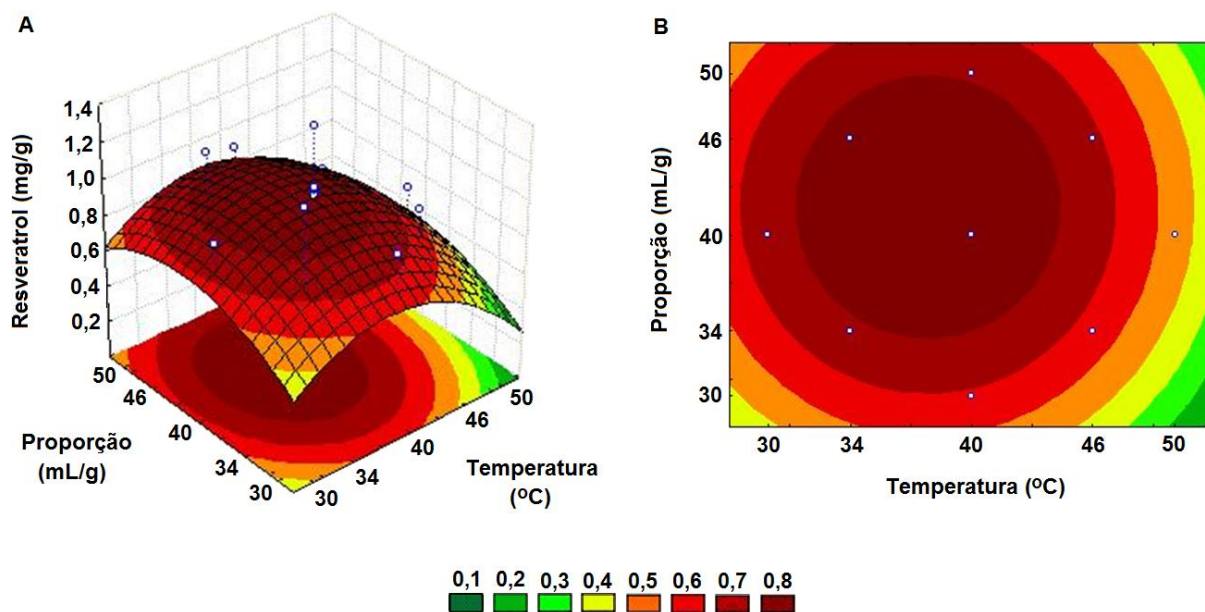 A
1,4
1,2
1,0
0,8
0,6
0,4
0,2
Resveratrol (mg/g)
50
46
40
34
30
Proporção
(mL/g)
30
34
40
46
50
Temperatura
(ºC)
B
50
46
40
34
30
Proporção (mL/g)
30 34 40 46 50
Temperatura (ºC)
0,1 0,2 0,3 0,4 0,5 0,6 0,7 0,8